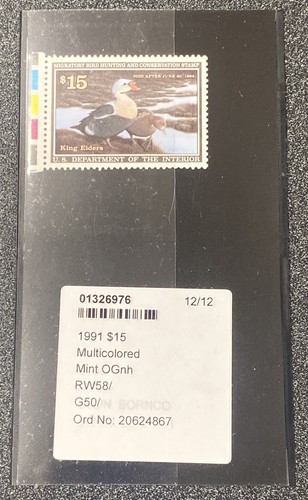 MIGRATORY BIRD HUNTING AND CONSERVATION STAMP
$15
VOID AFTER JUNE 30, 1992
King Eiders
U. S. DEPARTMENT OF THE INTERIOR
01326976
12/12
1991 $15
Multicolored
Mint OGnh
RW58/
G50/
Ord No: 20624867